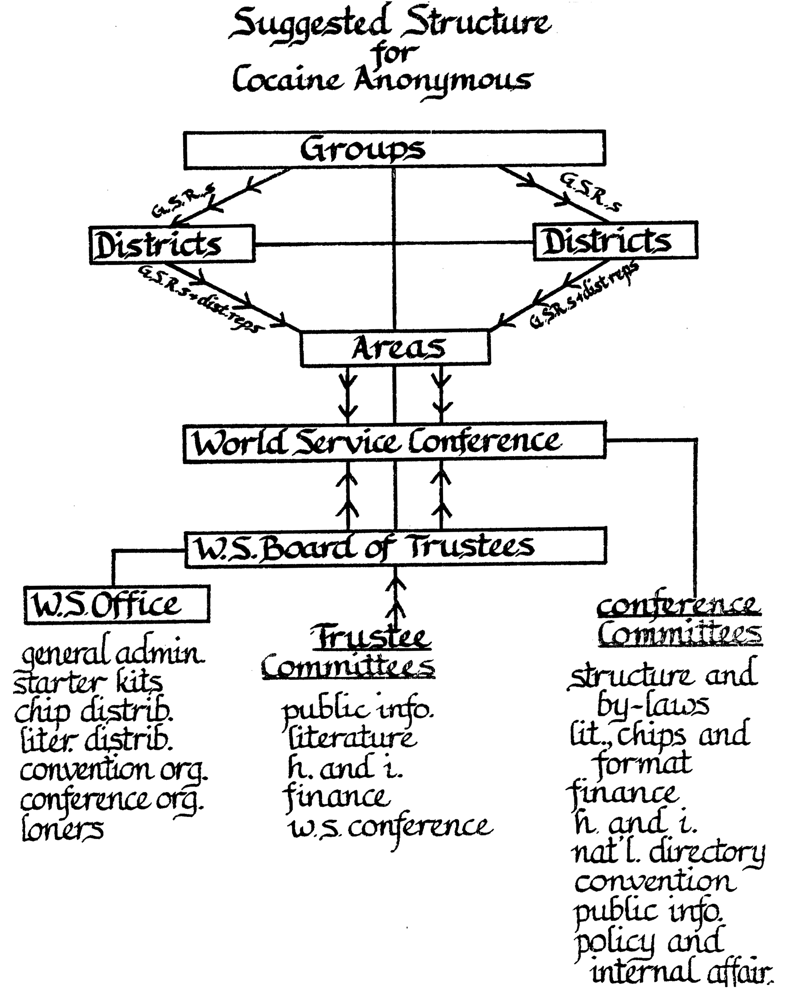 Suggested Structure
for
Cocaine Anonymous
Groups
G.S.R.s
G.S.R.s
Districts
Districts
G.S.R.s + dist. reps
G.S.R.s + dist reps
Areas
World Service Conference
W.S. Board of Trustees
W.S. Office
general admin.
starter kits
chip distrib.
liter. distrib.
convention org.
conference org.
loners
Trustee
Committees
public info.
literature
h. and i.
finance
w.s. conference
conference
Committees
structure and
by-laws
lit., chips and
format
finance
h. and i.
nat'l. directory
convention
public info.
policy and
internal affair.